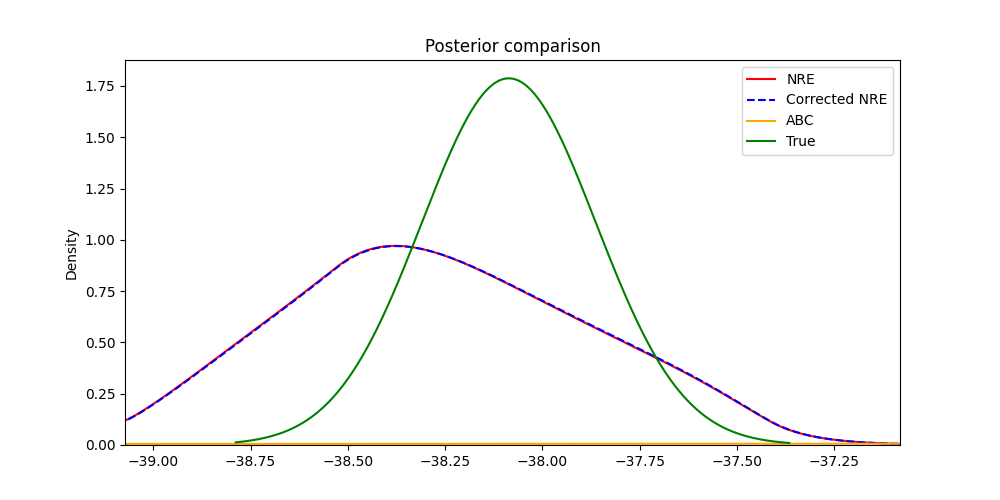 Posterior comparison
NRE
Corrected NRE
ABC
True
Density
1.75
1.50
1.25
1.00
0.75
0.50
0.25
0.00
−39.00 −38.75 −38.50 −38.25 −38.00 −37.75 −37.50 −37.25